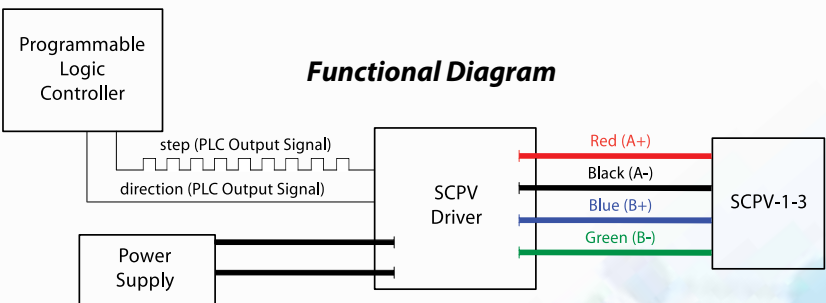 Programmable
Logic
Controller
Functional Diagram
step (PLC Output Signal)
direction (PLC Output Signal)
SCPV
Driver
Red (A+)
Black (A-)
Blue (B+)
Green (B-)
SCPV-1-3
Power
Supply